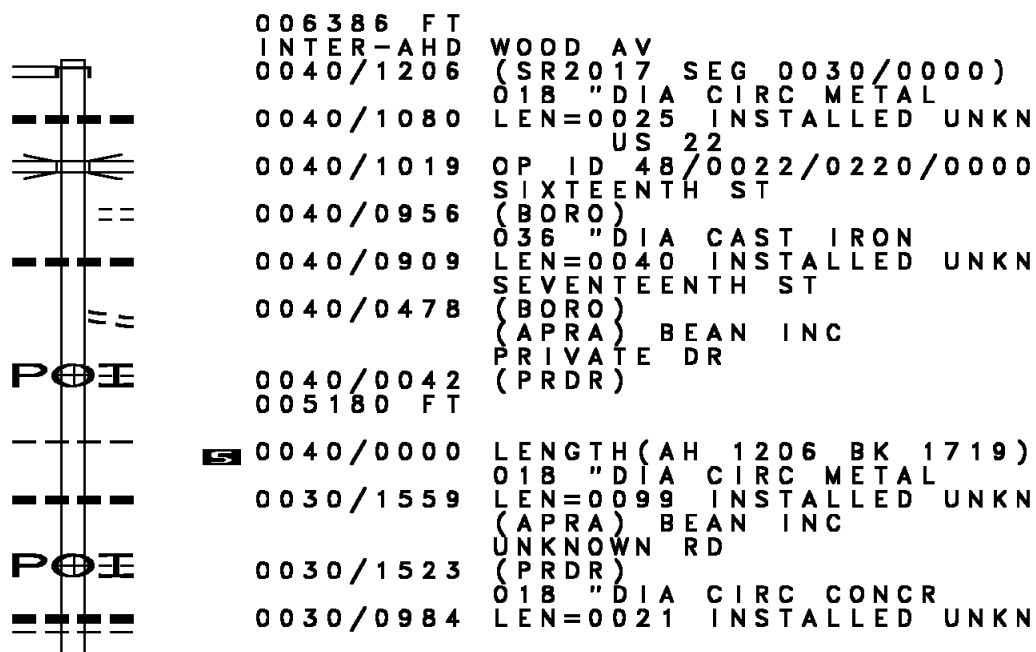 006386 FT
INTER-AHD WOOD AV
0040/1206 (SR2017 SEG 0030/0000)
018 "DIA CIRC METAL
0040/1080 LEN=0025 INSTALLED UNKN
US 22
0040/1019 OP ID 48/0022/0220/0000
SIXTEENTH ST
0040/0956 (BORO)
036 "DIA CAST IRON
0040/0909 LEN=0040 INSTALLED UNKN
SEVENTEENTH ST
0040/0478 (BORO)
(APRA) BEAN INC
PRIVATE DR
POI 0040/0042 (PRDR)
005180 FT
S 0040/0000 LENGTH(AH 1206 BK 1719)
018 "DIA CIRC METAL
0030/1559 LEN=0099 INSTALLED UNKN
(APRA) BEAN INC
UNKNOWN RD
POI 0030/1523 (PRDR)
018 "DIA CIRC CONCR
0030/0984 LEN=0021 INSTALLED UNKN